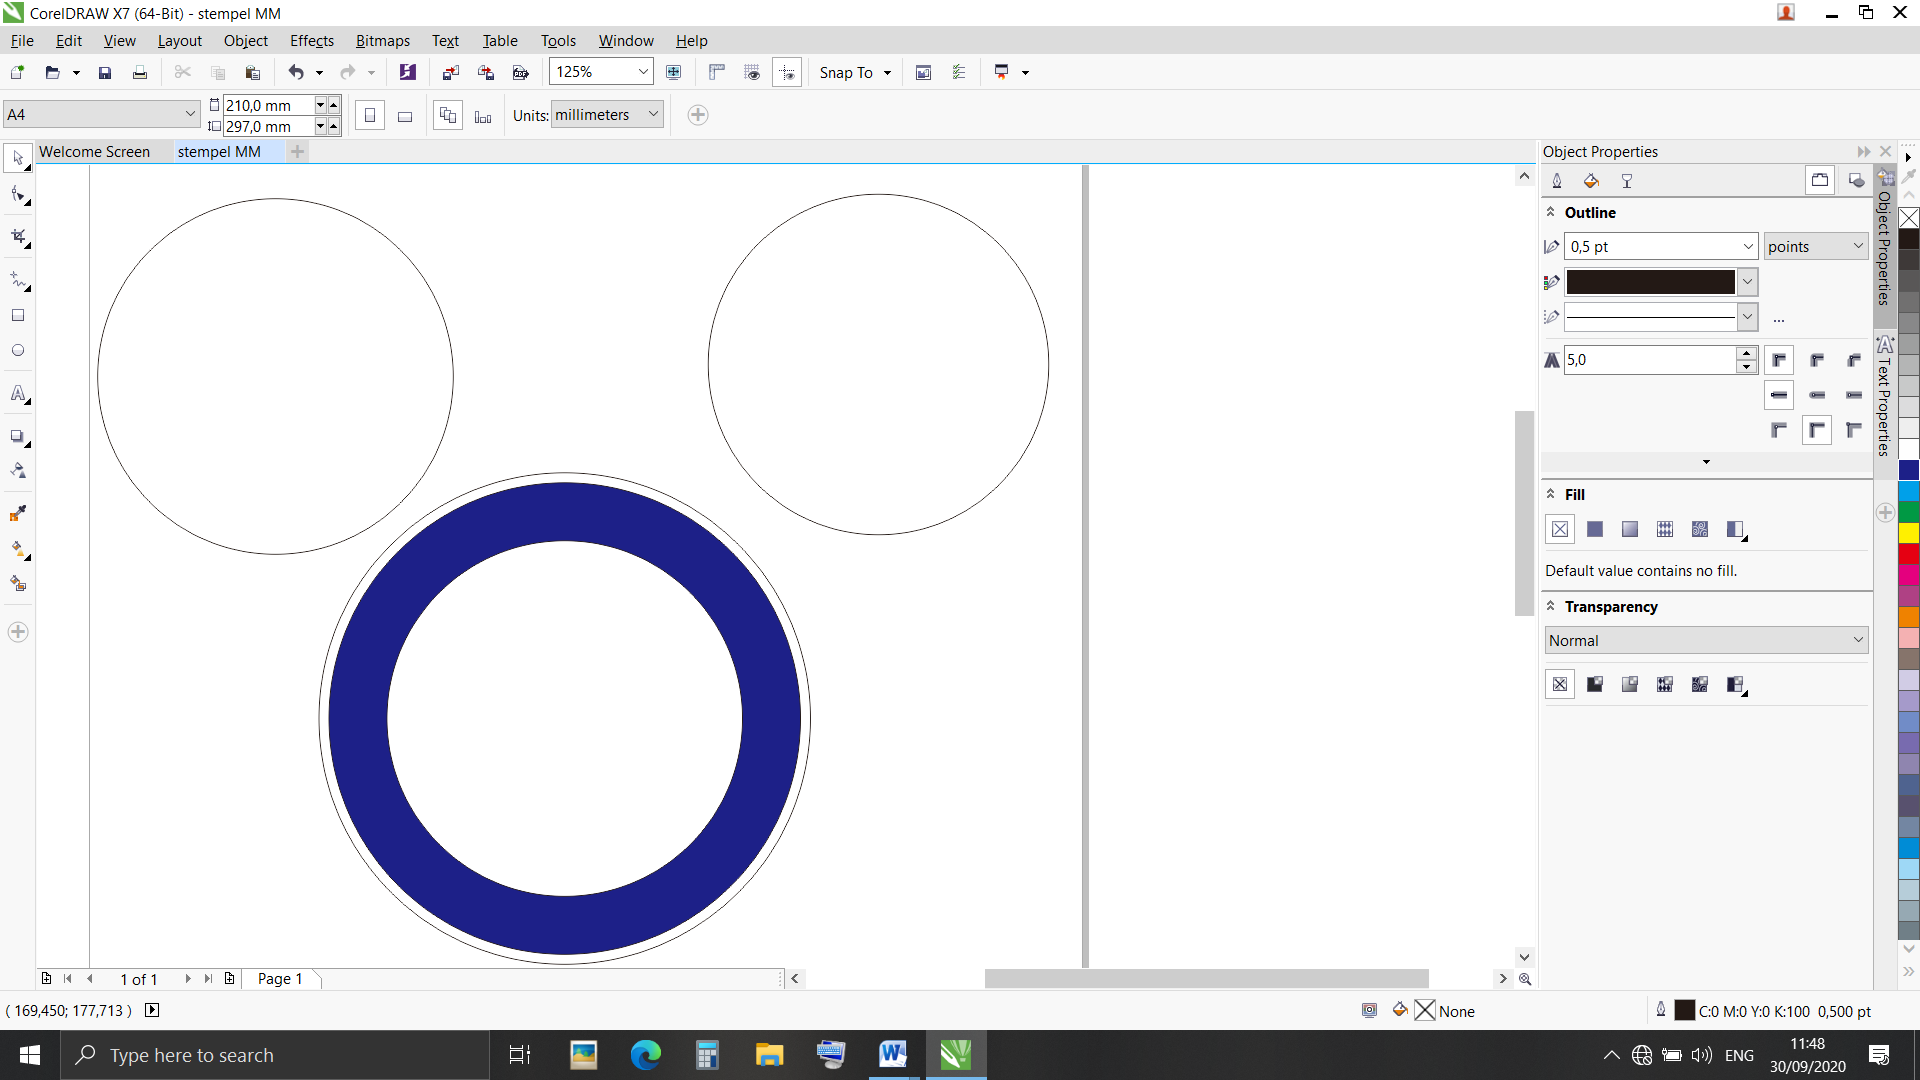 CorelDRAW X7 (64-Bit) - stempel MM
File Edit View Layout Object Effects Bitmaps Text Table Tools Window Help
125% Snap To
A4
210,0 mm
297,0 mm
Units: millimeters
Welcome Screen stempel MM
Object Properties
Outline
0,5 pt points
5,0
Fill
Default value contains no fill.
Transparency
Normal
Object Properties
Text Properties
1 of 1 Page 1
( 169,450; 177,713 ) None C:0 M:0 Y:0 K:100 0,500 pt
Type here to search
ENG
11:48
30/09/2020